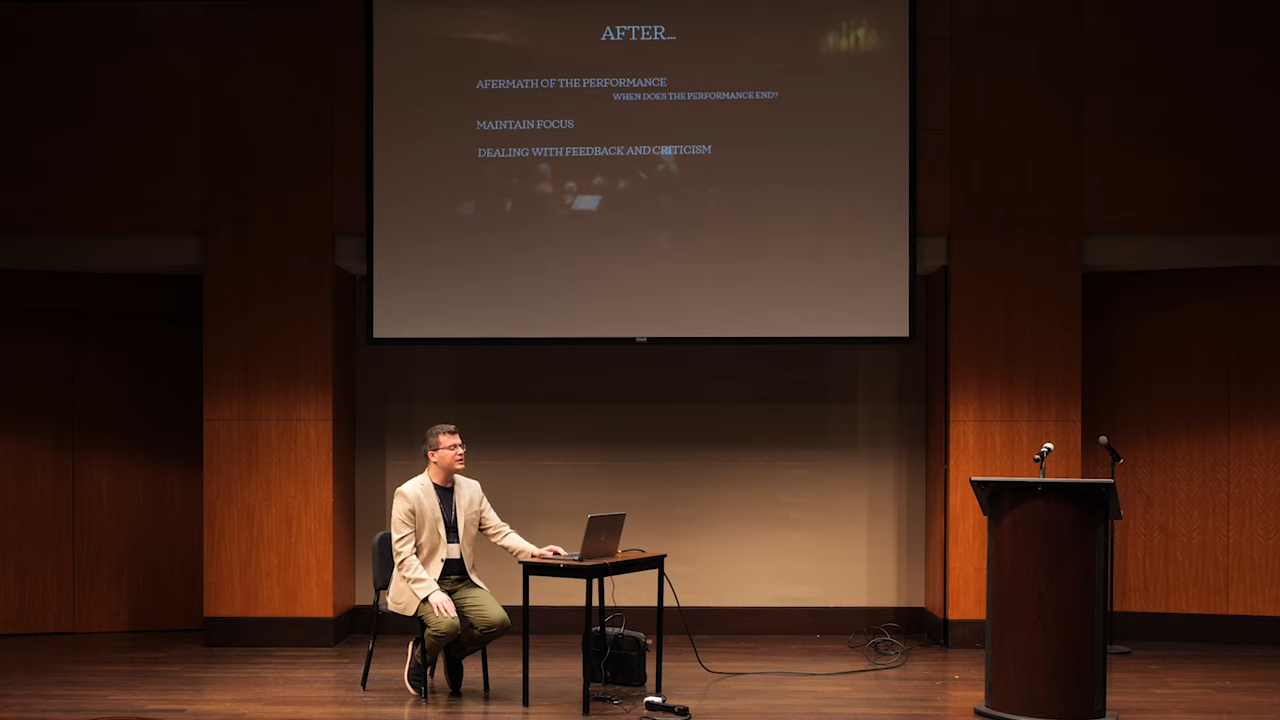 AFTER...
AFERMATH OF THE PERFORMANCE
WHEN DOES THE PERFORMANCE END?
MAINTAIN FOCUS
DEALING WITH FEEDBACK AND CRITICISM